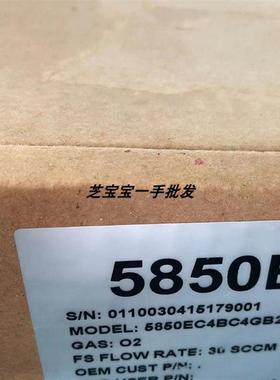 芝宝宝一手批发
5850E
S/N: 0110030415179001
MODEL: 5850EC4BC4GB2
GAS: O2
FS FLOW RATE: 30 SCCM
OEM CUST P/N: .